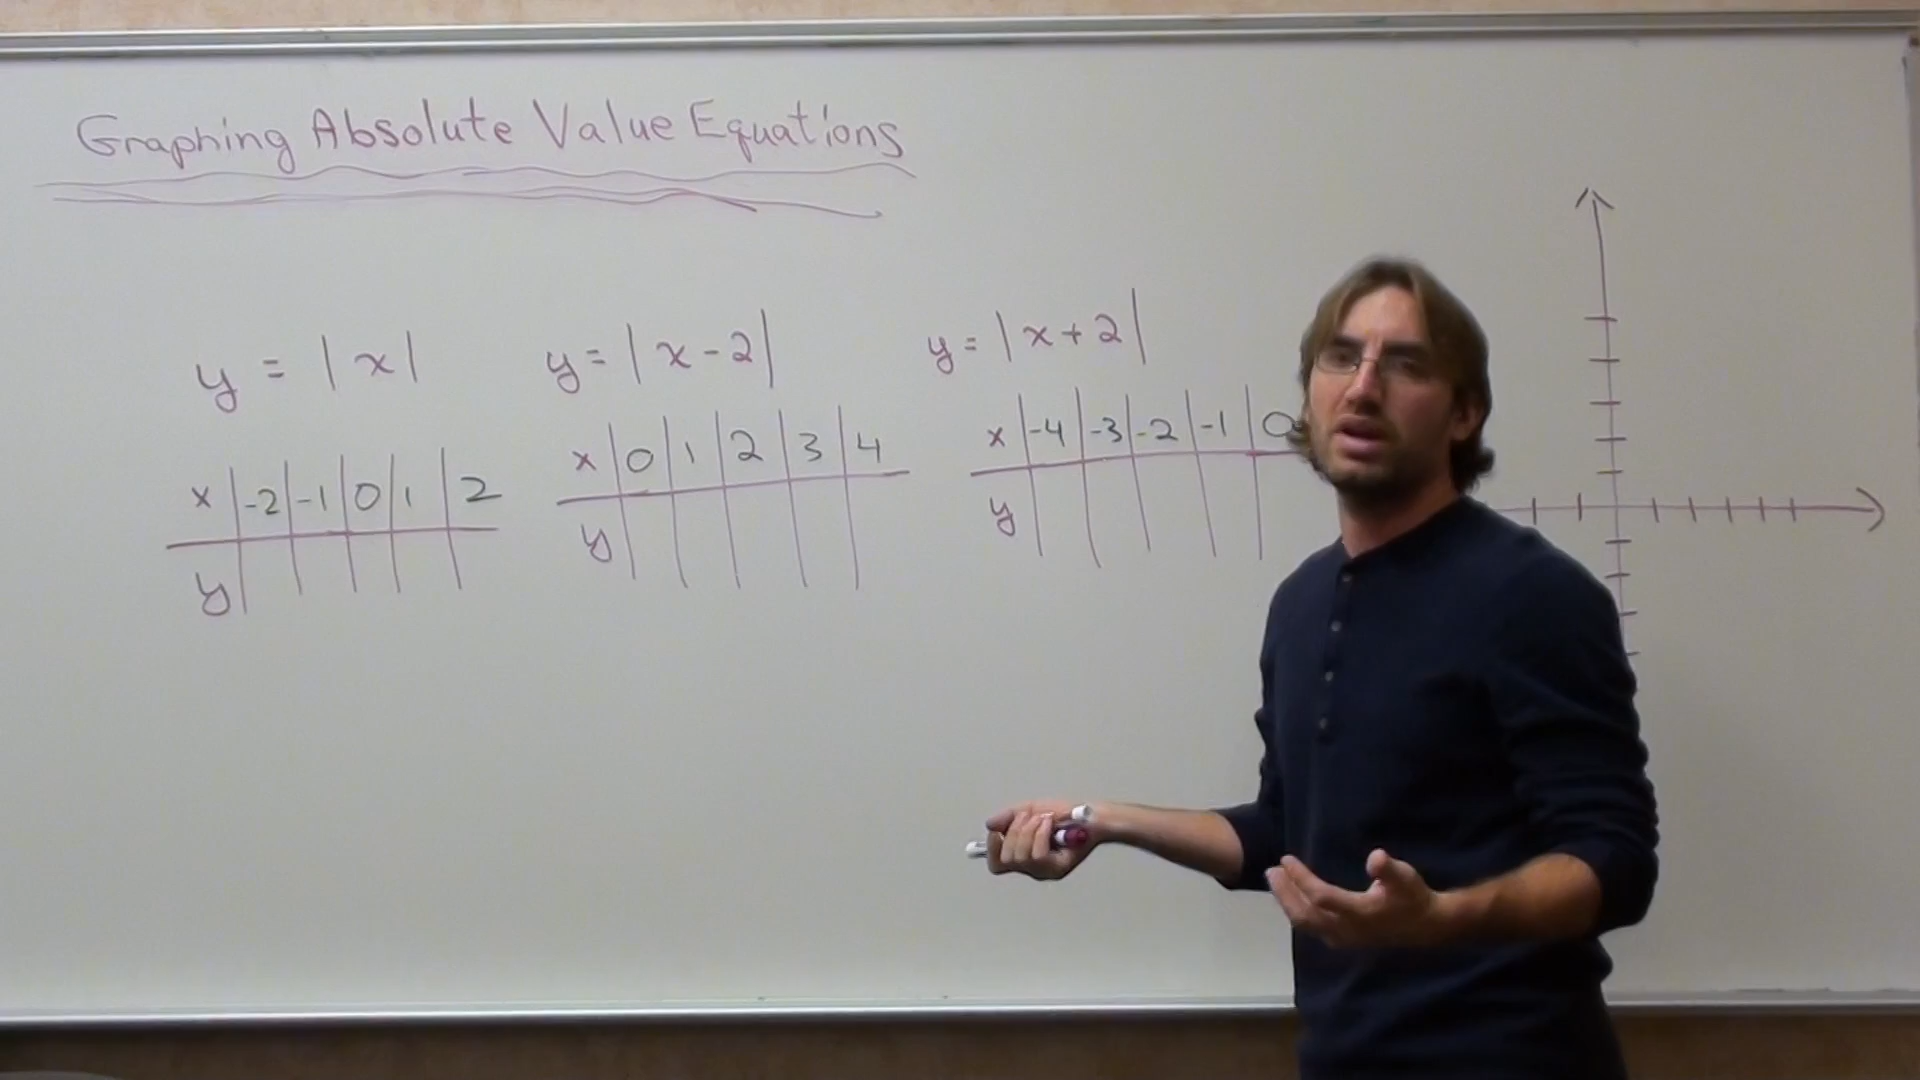 Graphing Absolute Value Equations
y = |x|
x -2 -1 0 1 2
y
y = |x-2|
x 0 1 2 3 4
y
y = |x+2|
x -4 -3 -2 -1 0
y